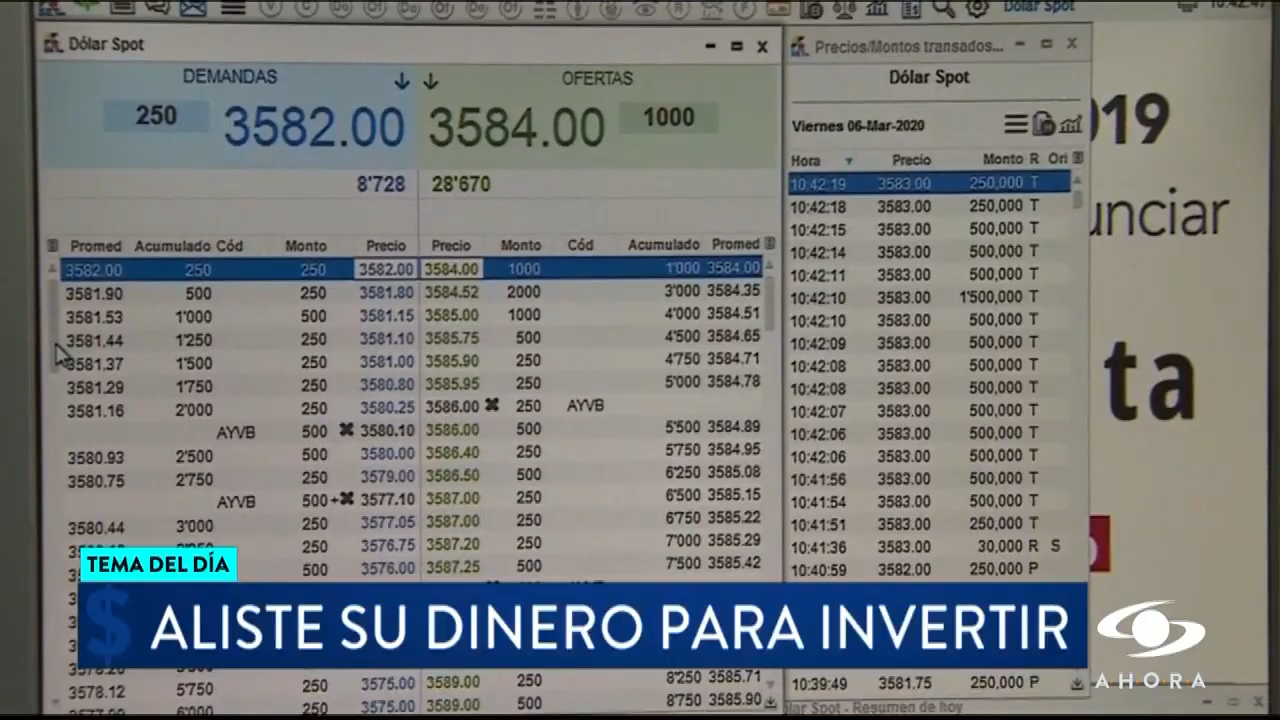 Dólar Spot
10:42:47
Dólar Spot
DEMANDAS
OFERTAS
250 3582.00 3584.00 1000
8'728 28'670
Promed Acumulado Cód Monto Precio Precio Monto Cód Acumulado Promed
3582.00 250 250 3582.00 3584.00 1000 1'000 3584.00
3581.90 500 250 3581.80 3584.52 2000 3'000 3584.35
3581.53 1'000 500 3581.15 3585.00 1000 4'000 3584.51
3581.44 1'250 250 3581.10 3585.75 500 4'500 3584.65
3581.37 1'500 250 3581.00 3585.90 250 4'750 3584.71
3581.29 1'750 250 3580.80 3585.95 250 5'000 3584.78
3581.16 2'000 250 3580.25 3586.00 ✖ 250 AYVB
AYVB 500 ✖ 3580.10 3586.00 500 5'500 3584.89
3580.93 2'500 500 3580.00 3586.40 250 5'750 3584.95
3580.75 2'750 250 3579.00 3586.50 500 6'250 3585.08
AYVB 500 +✖ 3577.10 3587.00 250 6'500 3585.15
3580.44 3'000 250 3577.05 3587.00 250 6'750 3585.22
250 3576.75 3587.20 250 7'000 3585.29
500 3576.00 3587.25 250 7'500 3585.42
3578.12 5'750 250 3575.00 3589.00 250 8'250 3585.71
6'000 250 3575.00 3589.00 500 8'750 3585.90
Precios/Montos transados...
Dólar Spot
Viernes 06-Mar-2020
Hora Precio Monto R Ori
10:42:19 3583.00 250,000 T
10:42:18 3583.00 250,000 T
10:42:15 3583.00 500,000 T
10:42:14 3583.00 250,000 T
10:42:11 3583.00 250,000 T
10:42:10 3583.00 1'500,000 T
10:42:10 3583.00 500,000 T
10:42:09 3583.00 250,000 T
10:42:08 3583.00 250,000 T
10:42:08 3583.00 500,000 T
10:42:07 3583.00 250,000 T
10:42:06 3583.00 500,000 T
10:42:06 3583.00 250,000 T
10:41:56 3583.00 500,000 T
10:41:54 3583.00 500,000 T
10:41:51 3583.00 250,000 T
10:41:36 3583.00 30,000 R S
10:40:59 3582.00 250,000 P
10:39:49 3581.75 250,000 P
lar Spot - Resumen de hoy
019
unciar
ta
TEMA DEL DÍA
$ ALISTE SU DINERO PARA INVERTIR
AHORA